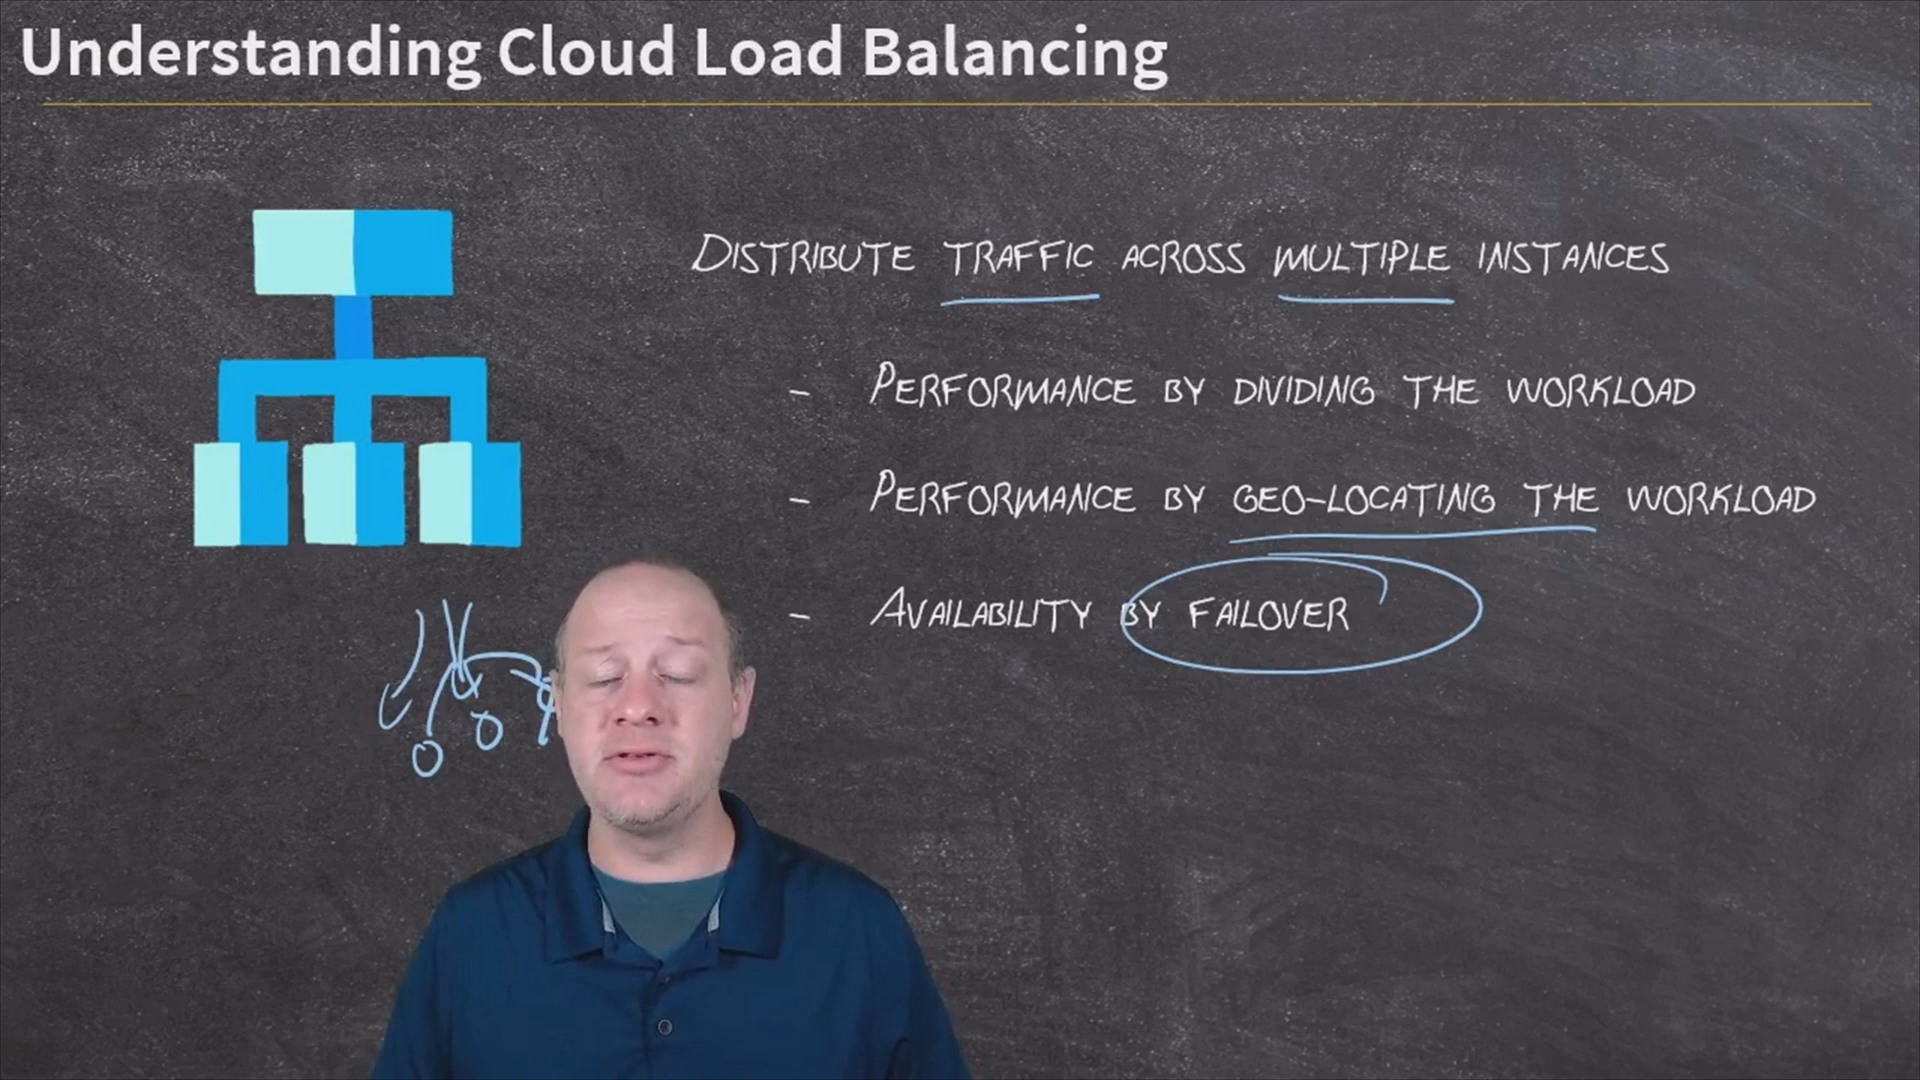 Understanding Cloud Load Balancing
DISTRIBUTE TRAFFIC ACROSS MULTIPLE INSTANCES
- PERFORMANCE BY DIVIDING THE WORKLOAD
- PERFORMANCE BY GEO-LOCATING THE WORKLOAD
- AVAILABILITY BY FAILOVER